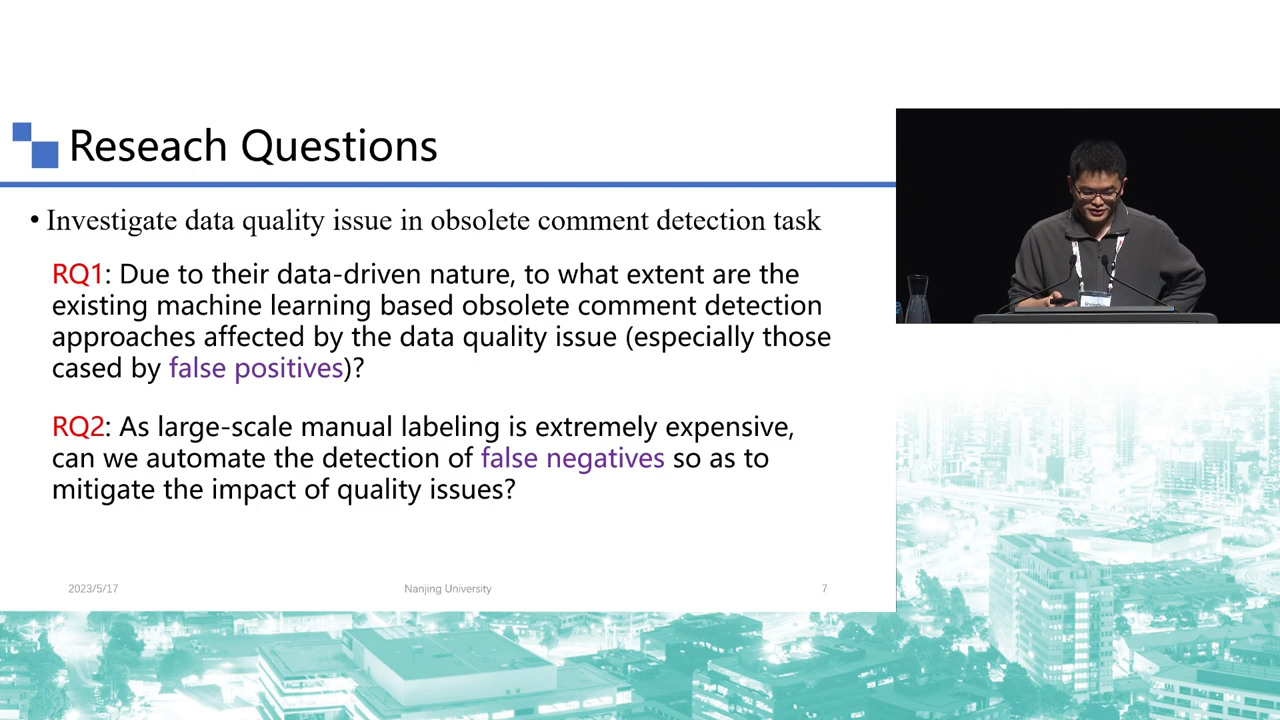 Reseach Questions
• Investigate data quality issue in obsolete comment detection task
RQ1: Due to their data-driven nature, to what extent are the
existing machine learning based obsolete comment detection
approaches affected by the data quality issue (especially those
cased by false positives)?
RQ2: As large-scale manual labeling is extremely expensive,
can we automate the detection of false negatives so as to
mitigate the impact of quality issues?
2023/5/17
Nanjing University
7